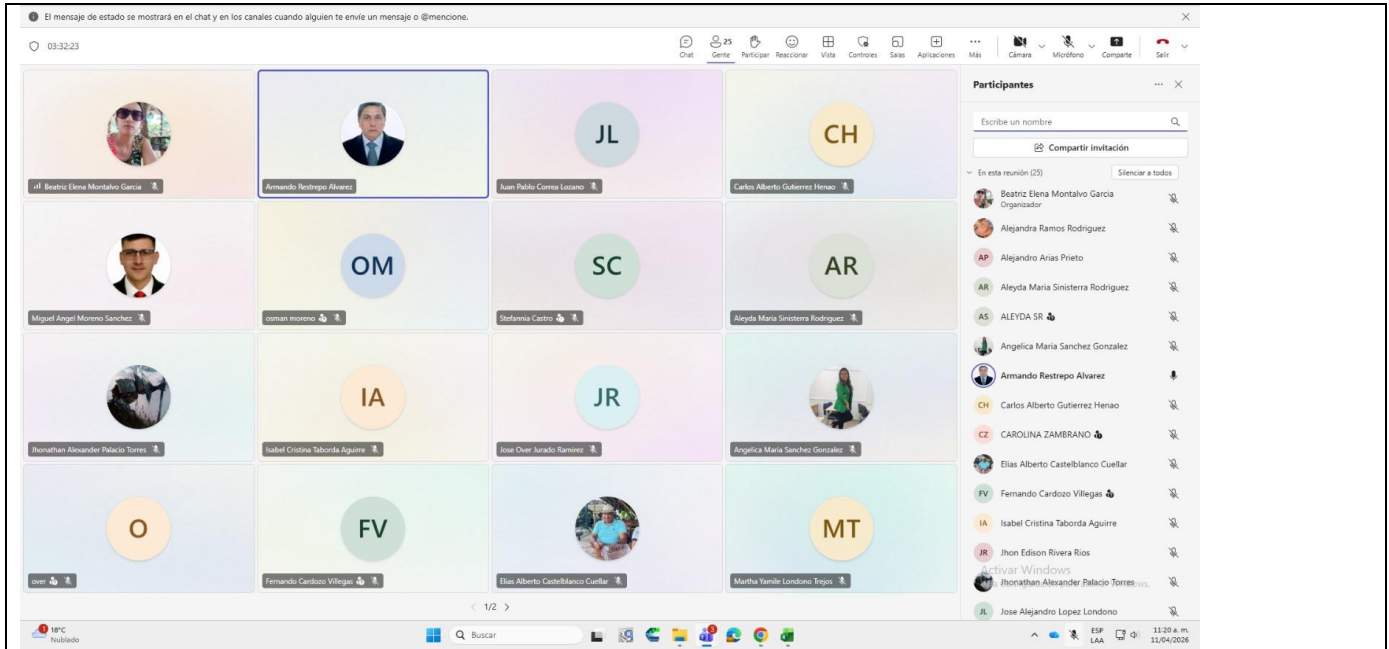 El mensaje de estado se mostrará en el chat y en los canales cuando alguien te envíe un mensaje o @mencione.
03:32:23
25
Chat Gente Participar Reaccionar Vista Controles Salas Aplicaciones Más Cámara Micrófono Comparte Salir
JL CH
Beatriz Elena Montalvo Garcia Armando Restrepo Alvarez Juan Pablo Correa Lozano Carlos Alberto Gutierrez Henao
OM SC AR
Miguel Angel Moreno Sanchez osman moreno Stefannia Castro Aleyda Maria Sinisterra Rodriguez
IA JR
Jhonathan Alexander Palacio Torres Isabel Cristina Taborda Aguirre Jose Over Jurado Ramirez Angelica Maria Sanchez Gonzalez
O FV MT
over Fernando Cardozo Villegas Elias Alberto Castelblanco Cuellar Martha Yamile Londono Trejos
1/2
Participantes
Escribe un nombre
Compartir invitación
En esta reunión (25) Silenciar a todos
Beatriz Elena Montalvo Garcia
Organizador
Alejandra Ramos Rodriguez
AP Alejandro Arias Prieto
AR Aleyda Maria Sinisterra Rodriguez
AS ALEYDA SR
Angelica Maria Sanchez Gonzalez
Armando Restrepo Alvarez
CH Carlos Alberto Gutierrez Henao
CZ CAROLINA ZAMBRANO
Elias Alberto Castelblanco Cuellar
FV Fernando Cardozo Villegas
IA Isabel Cristina Taborda Aguirre
JR Jhon Edison Rivera Rios
Activar Windows
Jhonathan Alexander Palacio Torres
JL Jose Alejandro Lopez Londono
18°C
Nublado
Buscar
3
ESP
LAA
11:20 a. m.
11/04/2026